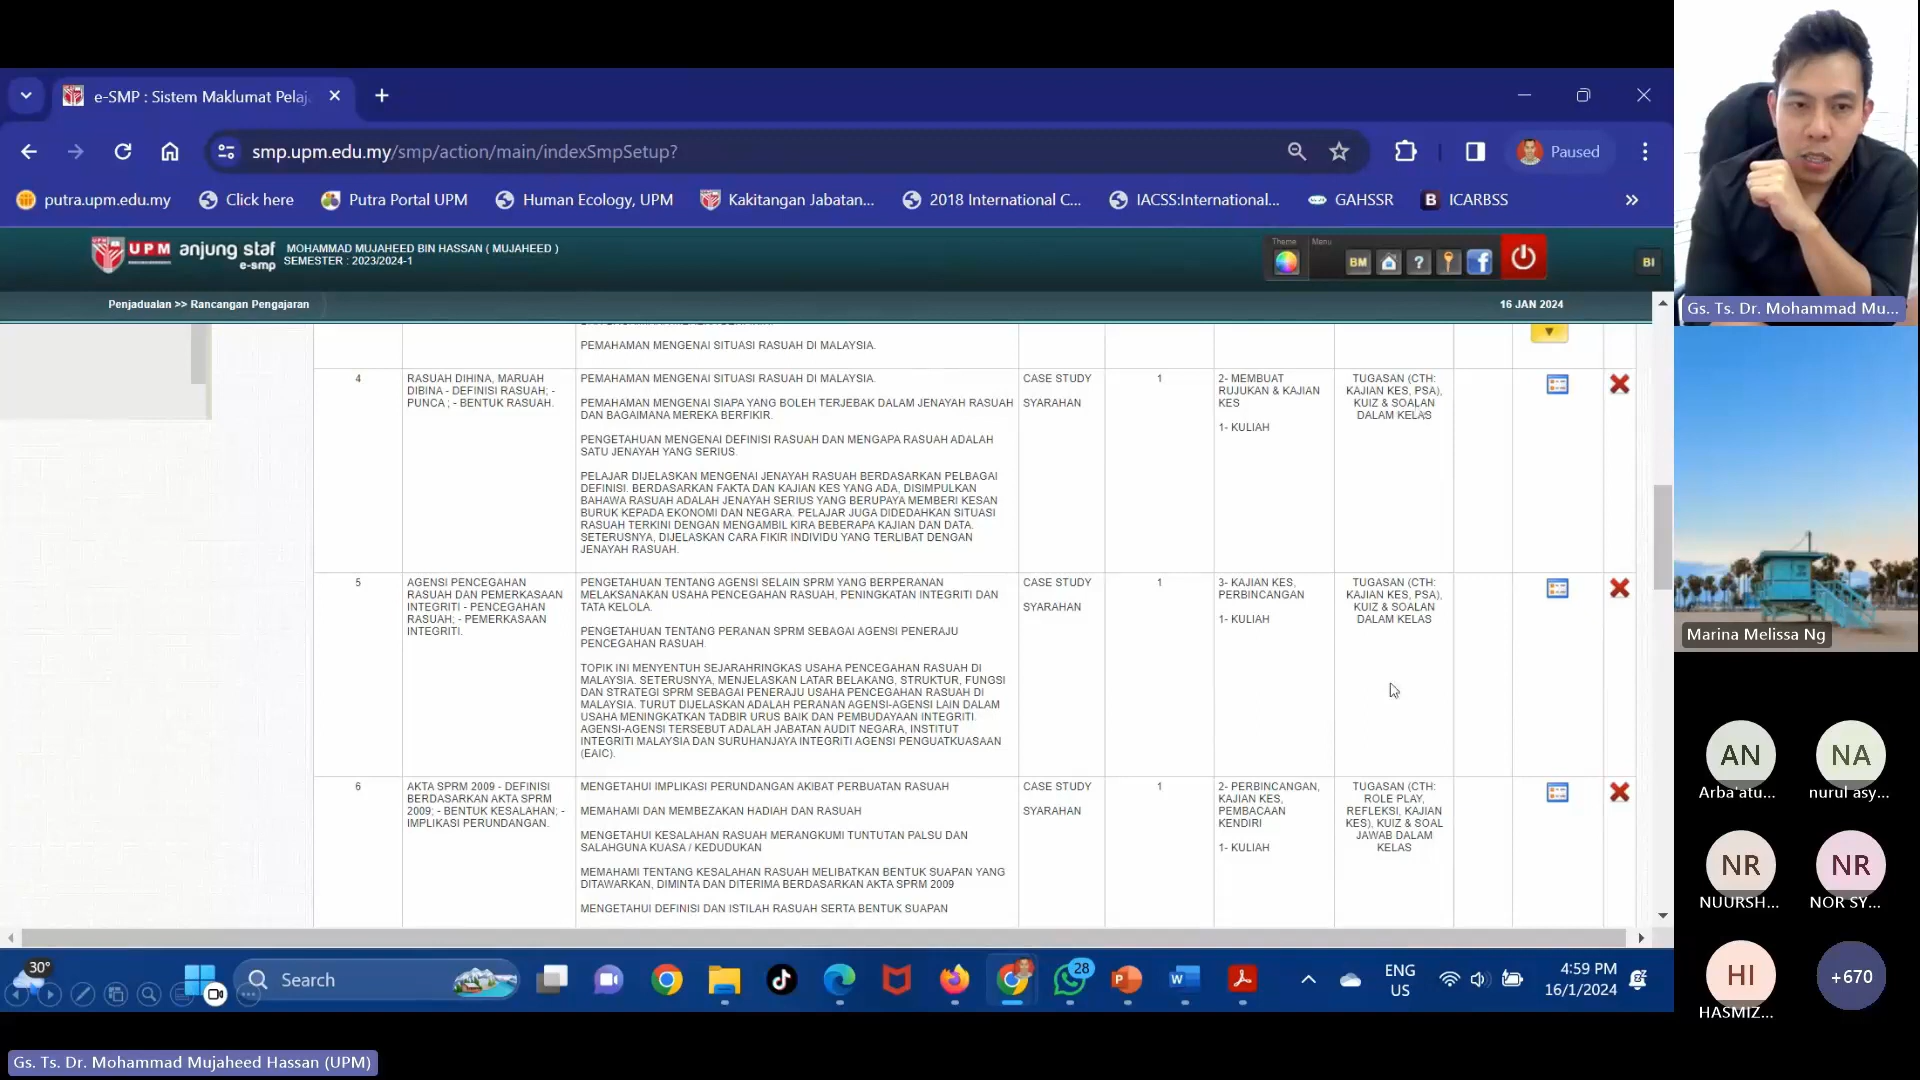 e-SMP : Sistem Maklumat Pelaj
smp.upm.edu.my/smp/action/main/indexSmpSetup?
Paused
putra.upm.edu.my
Click here
Putra Portal UPM
Human Ecology, UPM
Kakitangan Jabatan...
2018 International C...
IACSS:International...
GAHSSR
B
ICARBSS
UPM anjung staf
e-smp
MOHAMMAD MUJAHEED BIN HASSAN ( MUJAHEED )
SEMESTER : 2023/2024-1
Theme
Menu
BM
?
BI
Penjadualan >> Rancangan Pengajaran
16 JAN 2024
PEMAHAMAN MENGENAI SITUASI RASUAH DI MALAYSIA.
4
RASUAH DIHINA, MARUAH
DIBINA - DEFINISI RASUAH; -
PUNCA ; - BENTUK RASUAH.
PEMAHAMAN MENGENAI SITUASI RASUAH DI MALAYSIA.
PEMAHAMAN MENGENAI SIAPA YANG BOLEH TERJEBAK DALAM JENAYAH RASUAH
DAN BAGAIMANA MEREKA BERFIKIR.
PENGETAHUAN MENGENAI DEFINISI RASUAH DAN MENGAPA RASUAH ADALAH
SATU JENAYAH YANG SERIUS.
PELAJAR DIJELASKAN MENGENAI JENAYAH RASUAH BERDASARKAN PELBAGAI
DEFINISI. BERDASARKAN FAKTA DAN KAJIAN KES YANG ADA, DISIMPULKAN
BAHAWA RASUAH ADALAH JENAYAH SERIUS YANG BERUPAYA MEMBERI KESAN
BURUK KEPADA EKONOMI DAN NEGARA. PELAJAR JUGA DIDEDAHKAN SITUASI
RASUAH TERKINI DENGAN MENGAMBIL KIRA BEBERAPA KAJIAN DAN DATA.
SETERUSNYA, DIJELASKAN CARA FIKIR INDIVIDU YANG TERLIBAT DENGAN
JENAYAH RASUAH.
CASE STUDY
SYARAHAN
1
2- MEMBUAT
RUJUKAN & KAJIAN
KES
1- KULIAH
TUGASAN (CTH:
KAJIAN KES, PSA),
KUIZ & SOALAN
DALAM KELAS
5
AGENSI PENCEGAHAN
RASUAH DAN PEMERKASAAN
INTEGRITI - PENCEGAHAN
RASUAH; - PEMERKASAAN
INTEGRITI.
PENGETAHUAN TENTANG AGENSI SELAIN SPRM YANG BERPERANAN
MELAKSANAKAN USAHA PENCEGAHAN RASUAH, PENINGKATAN INTEGRITI DAN
TATA KELOLA.
PENGETAHUAN TENTANG PERANAN SPRM SEBAGAI AGENSI PENERAJU
PENCEGAHAN RASUAH.
TOPIK INI MENYENTUH SEJARAHRINGKAS USAHA PENCEGAHAN RASUAH DI
MALAYSIA. SETERUSNYA, MENJELASKAN LATAR BELAKANG, STRUKTUR, FUNGSI
DAN STRATEGI SPRM SEBAGAI PENERAJU USAHA PENCEGAHAN RASUAH DI
MALAYSIA. TURUT DIJELASKAN ADALAH PERANAN AGENSI-AGENSI LAIN DALAM
USAHA MENINGKATKAN TADBIR URUS BAIK DAN PEMBUDAYAAN INTEGRITI.
AGENSI-AGENSI TERSEBUT ADALAH JABATAN AUDIT NEGARA, INSTITUT
INTEGRITI MALAYSIA DAN SURUHANJAYA INTEGRITI AGENSI PENGUATKUASAAN
(EAIC).
CASE STUDY
SYARAHAN
1
3- KAJIAN KES,
PERBINCANGAN
1- KULIAH
TUGASAN (CTH:
KAJIAN KES, PSA),
KUIZ & SOALAN
DALAM KELAS
6
AKTA SPRM 2009 - DEFINISI
BERDASARKAN AKTA SPRM
2009; - BENTUK KESALAHAN; -
IMPLIKASI PERUNDANGAN.
MENGETAHUI IMPLIKASI PERUNDANGAN AKIBAT PERBUATAN RASUAH
MEMAHAMI DAN MEMBEZAKAN HADIAH DAN RASUAH
MENGETAHUI KESALAHAN RASUAH MERANGKUMI TUNTUTAN PALSU DAN
SALAHGUNA KUASA / KEDUDUKAN
MEMAHAMI TENTANG KESALAHAN RASUAH MELIBATKAN BENTUK SUAPAN YANG
DITAWARKAN, DIMINTA DAN DITERIMA BERDASARKAN AKTA SPRM 2009
MENGETAHUI DEFINISI DAN ISTILAH RASUAH SERTA BENTUK SUAPAN
CASE STUDY
SYARAHAN
1
2- PERBINCANGAN,
KAJIAN KES,
PEMBACAAN
KENDIRI
1- KULIAH
TUGASAN (CTH:
ROLE PLAY,
REFLEKSI, KAJIAN
KES), KUIZ & SOAL
JAWAB DALAM
KELAS
30°
Search
28
ENG
US
4:59 PM
16/1/2024
Gs. Ts. Dr. Mohammad Mu...
Marina Melissa Ng
AN
Arba'atu...
NA
nurul asy...
NR
NUURSH...
NR
NOR SY...
HI
HASMIZ...
+670
Gs. Ts. Dr. Mohammad Mujaheed Hassan (UPM)